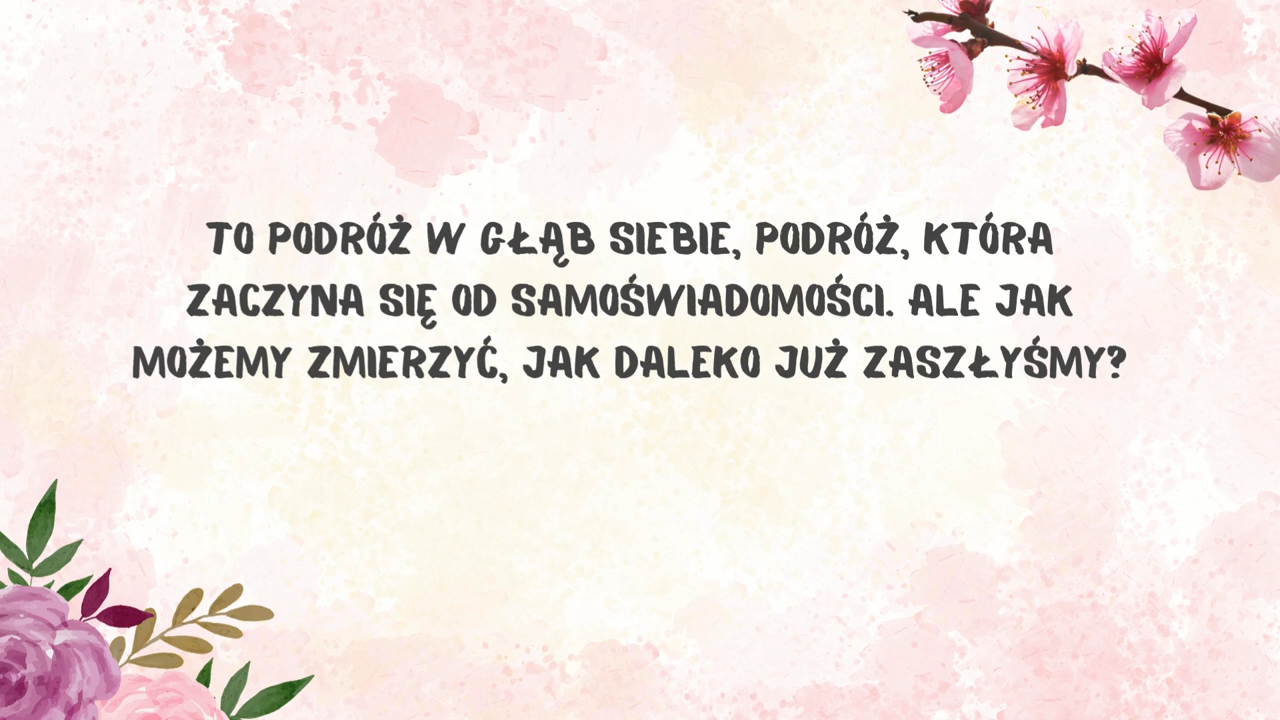 TO PODRÓŻ W GŁĄB SIEBIE, PODRÓŻ, KTÓRA
ZACZYNA SIĘ OD SAMOŚWIADOMOŚCI. ALE JAK
MOŻEMY ZMIERZYĆ, JAK DALEKO JUŻ ZASZŁYŚMY?